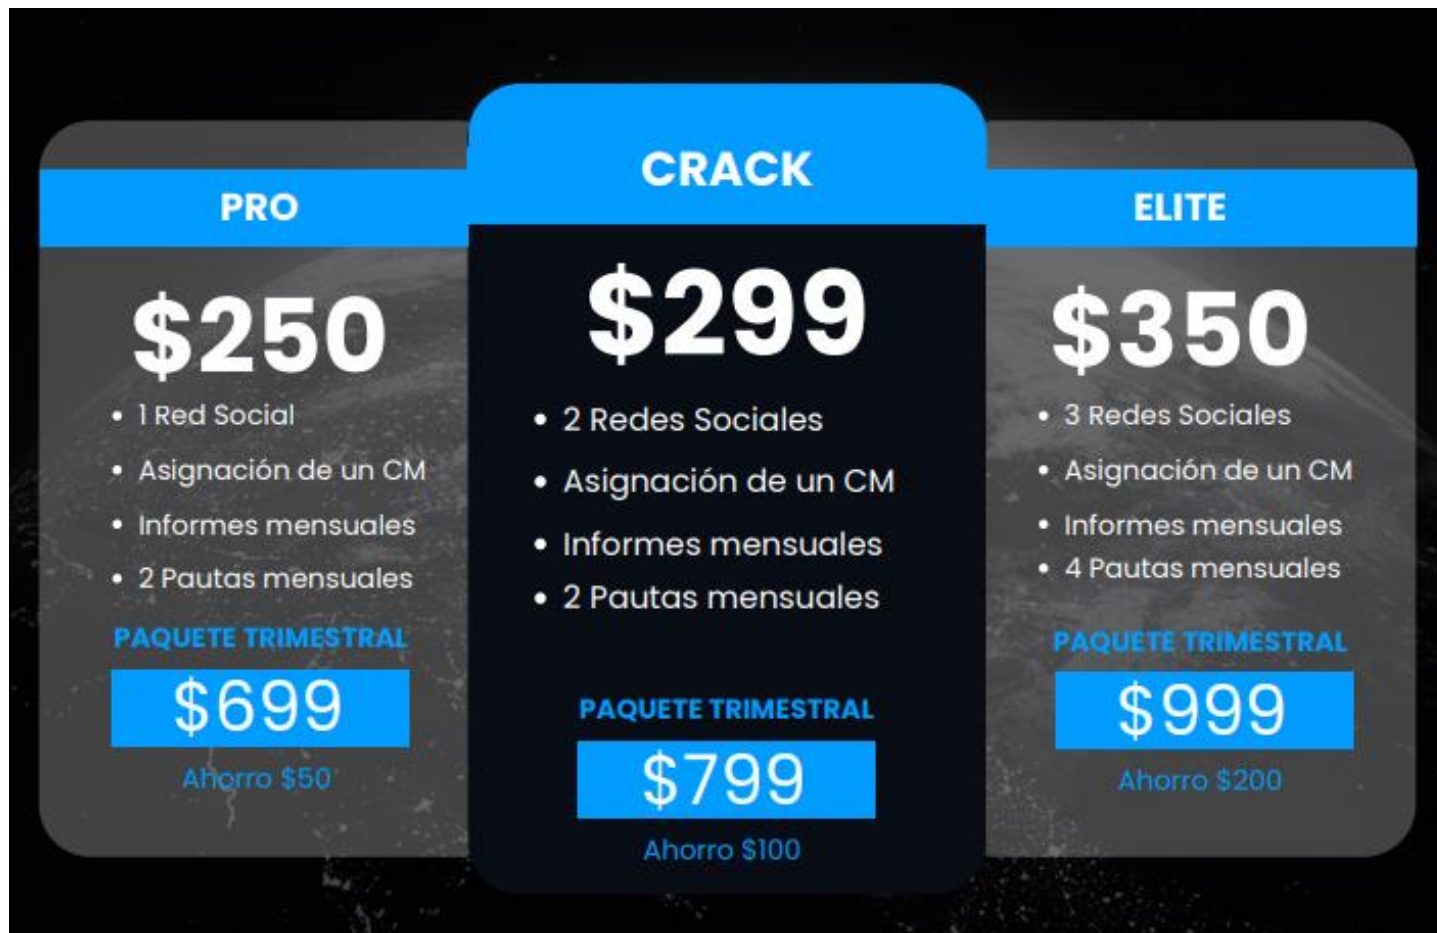 PRO
$250
• 1 Red Social
• Asignación de un CM
• Informes mensuales
• 2 Pautas mensuales
PAQUETE TRIMESTRAL
$699
Ahorro $50
CRACK
$299
• 2 Redes Sociales
• Asignación de un CM
• Informes mensuales
• 2 Pautas mensuales
PAQUETE TRIMESTRAL
$799
Ahorro $100
ELITE
$350
• 3 Redes Sociales
• Asignación de un CM
• Informes mensuales
• 4 Pautas mensuales
PAQUETE TRIMESTRAL
$999
Ahorro $200